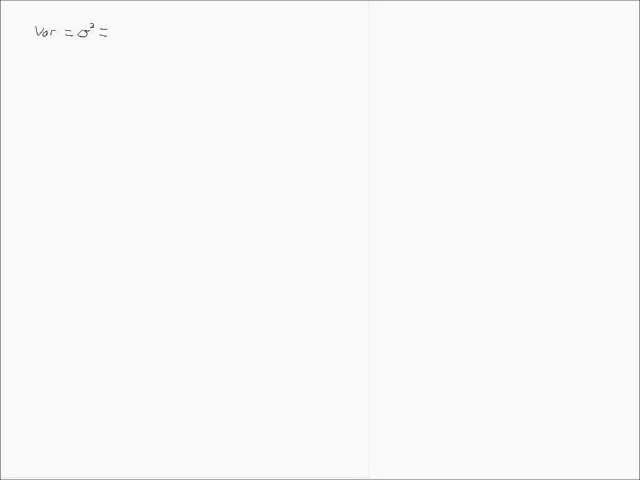 Var = σ² =